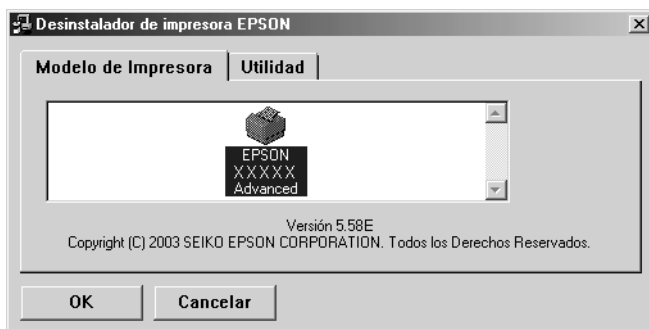 Desinstalador de impresora EPSON
Modelo de Impresora
Utilidad
EPSON
XXXXX
Advanced
Versión 5.58E
Copyright (C) 2003 SEIKO EPSON CORPORATION. Todos los Derechos Reservados.
OK
Cancelar